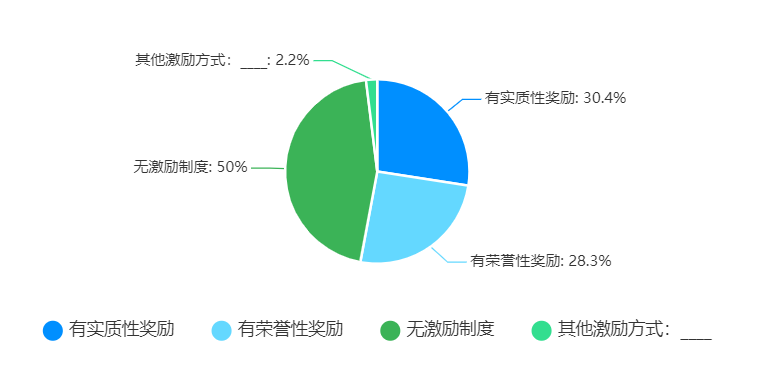 其他激励方式：____: 2.2%
有实质性奖励: 30.4%
无激励制度: 50%
有荣誉性奖励: 28.3%
有实质性奖励 有荣誉性奖励 无激励制度 其他激励方式：____